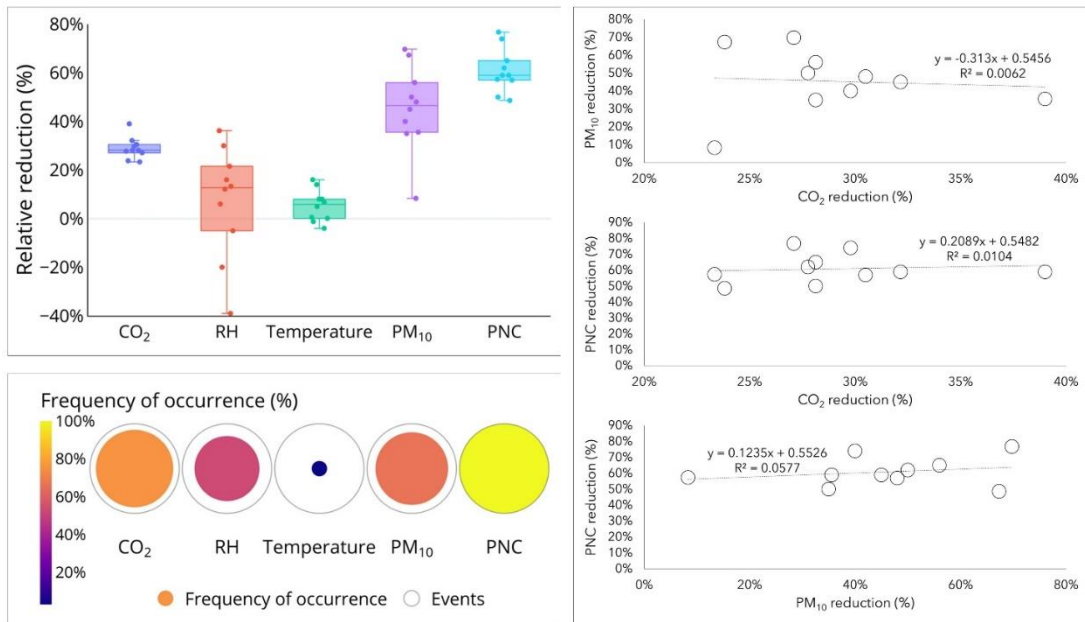 80%
60%
40%
20%
0%
−20%
−40%
Relative reduction (%)
CO₂ RH Temperature PM₁₀ PNC
Frequency of occurrence (%)
100%
80%
60%
40%
20%
CO₂ RH Temperature PM₁₀ PNC
Frequency of occurrence Events
80%
70%
60%
50%
40%
30%
20%
10%
0%
PM₁₀ reduction (%)
y = -0.313x + 0.5456
R² = 0.0062
20% 25% 30% 35% 40%
CO₂ reduction (%)
90%
80%
70%
60%
50%
40%
30%
20%
10%
0%
PNC reduction (%)
y = 0.2089x + 0.5482
R² = 0.0104
20% 25% 30% 35% 40%
CO₂ reduction (%)
90%
80%
70%
60%
50%
40%
30%
20%
10%
0%
PNC reduction (%)
y = 0.1235x + 0.5526
R² = 0.0577
0% 20% 40% 60% 80%
PM₁₀ reduction (%)